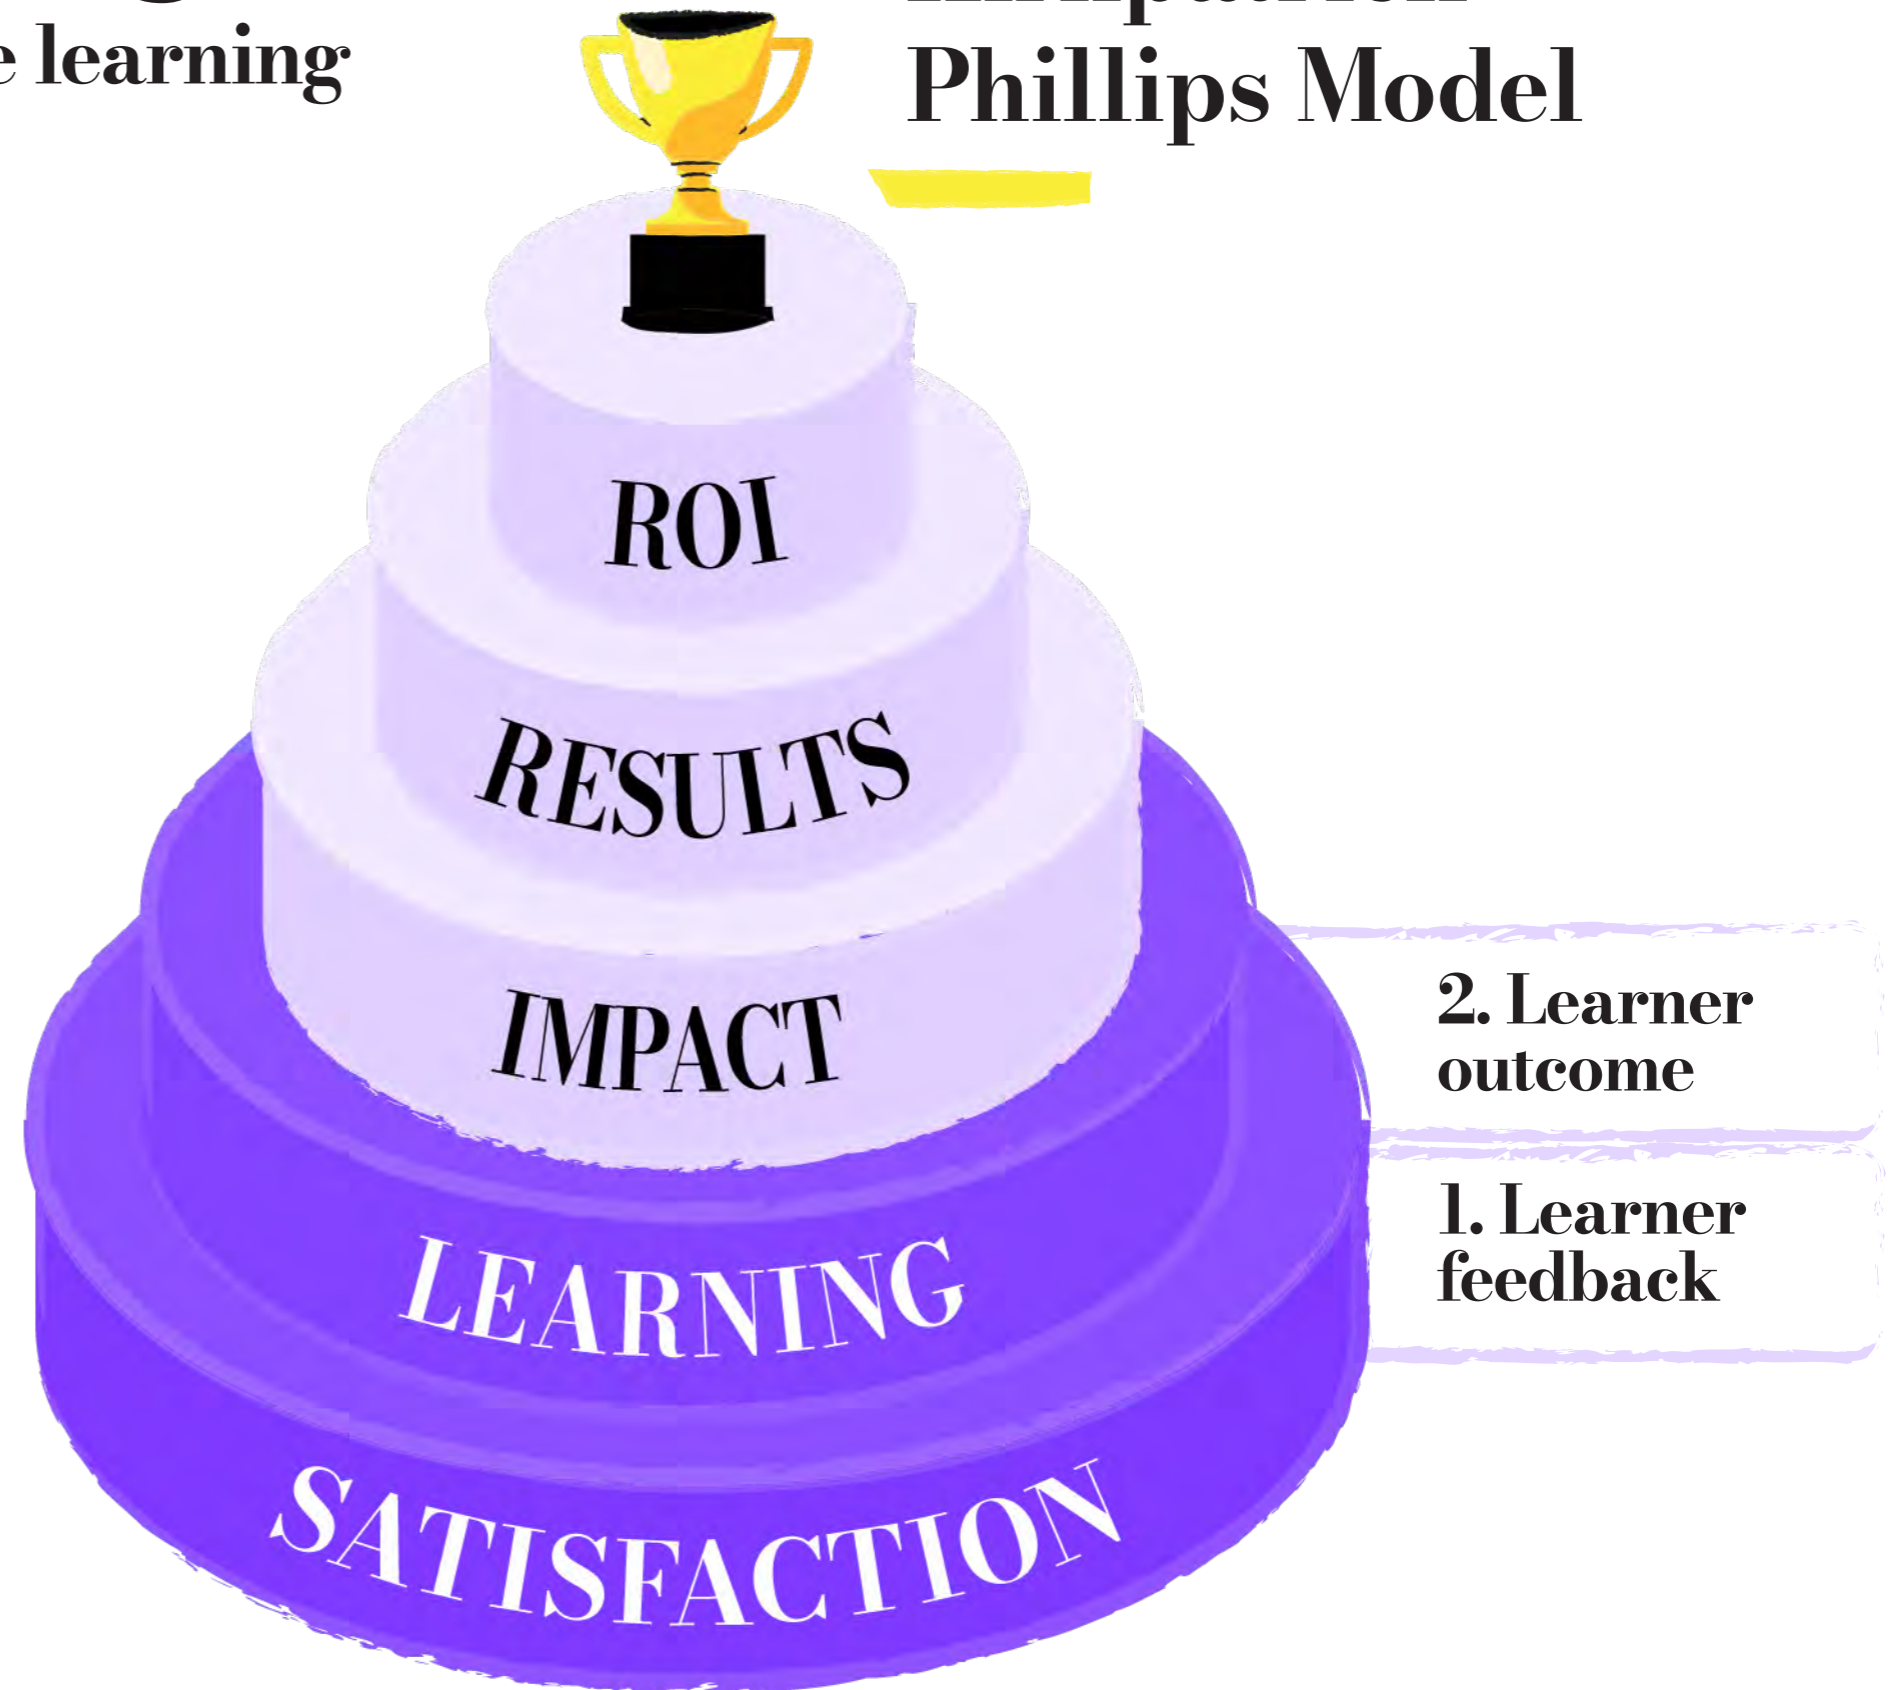 e learning
Phillips Model
ROI
RESULTS
IMPACT
2. Learner
outcome
1. Learner
feedback
LEARNING
SATISFACTION